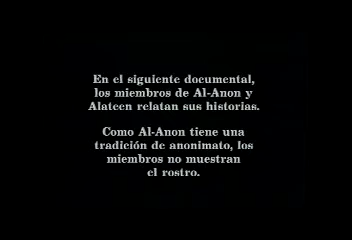 En el siguiente documental,
los miembros de Al-Anon y
Alateen relatan sus historias.
Como Al-Anon tiene una
tradición de anonimato, los
miembros no muestran
el rostro.